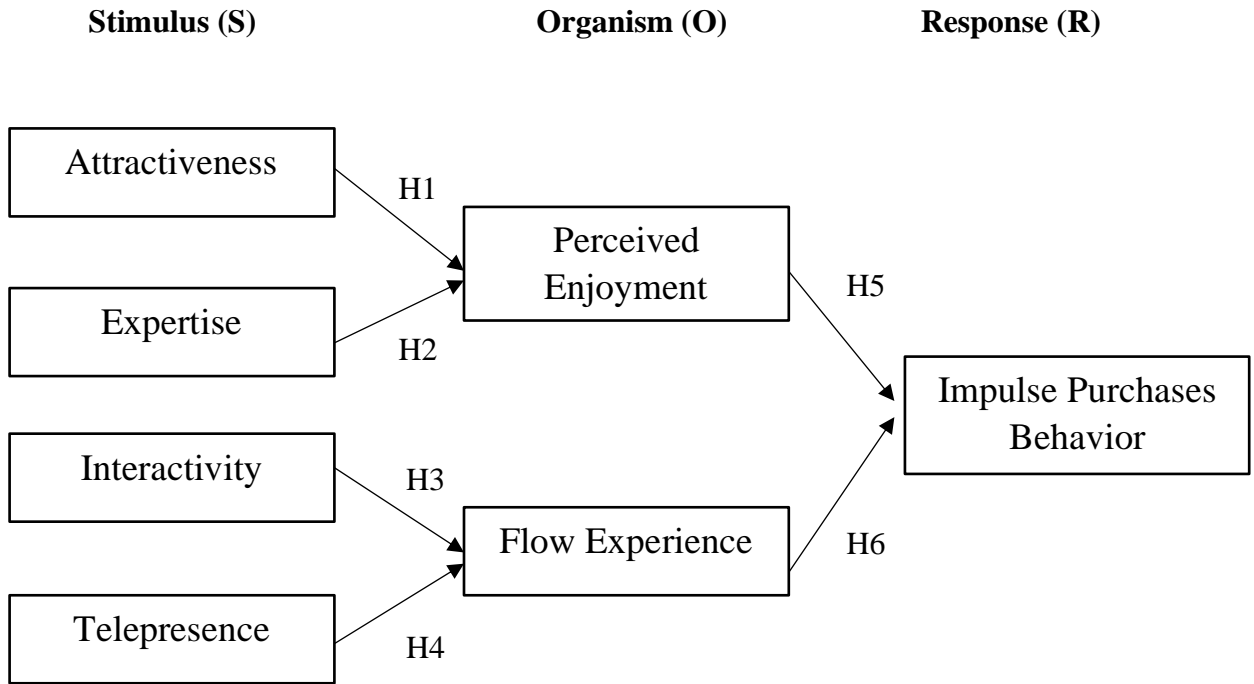 Stimulus (S)
Organism (O)
Response (R)
Attractiveness
H1
Perceived
Enjoyment
Expertise
H2
H5
Impulse Purchases
Behavior
Interactivity
H3
Flow Experience
H6
Telepresence
H4